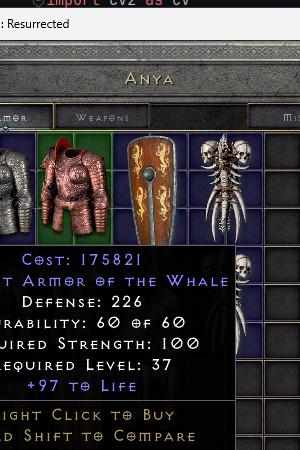 import cv2 as cv
: Resurrected
Anya
mor
Weapons
Mis
Cost: 175821
t Armor of the Whale
Defense: 226
urability: 60 of 60
uired Strength: 100
equired Level: 37
+97 to Life
ight Click to Buy
d Shift to Compare